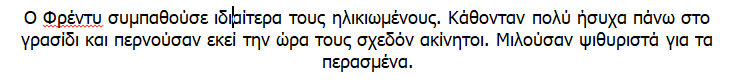 Ο Φρέντυ συμπαθούσε ιδιαίτερα τους ηλικιωμένους. Κάθονταν πολύ ήσυχα πάνω στο
γρασίδι και περνούσαν εκεί την ώρα τους σχεδόν ακίνητοι. Μιλούσαν ψιθυριστά για τα
περασμένα.